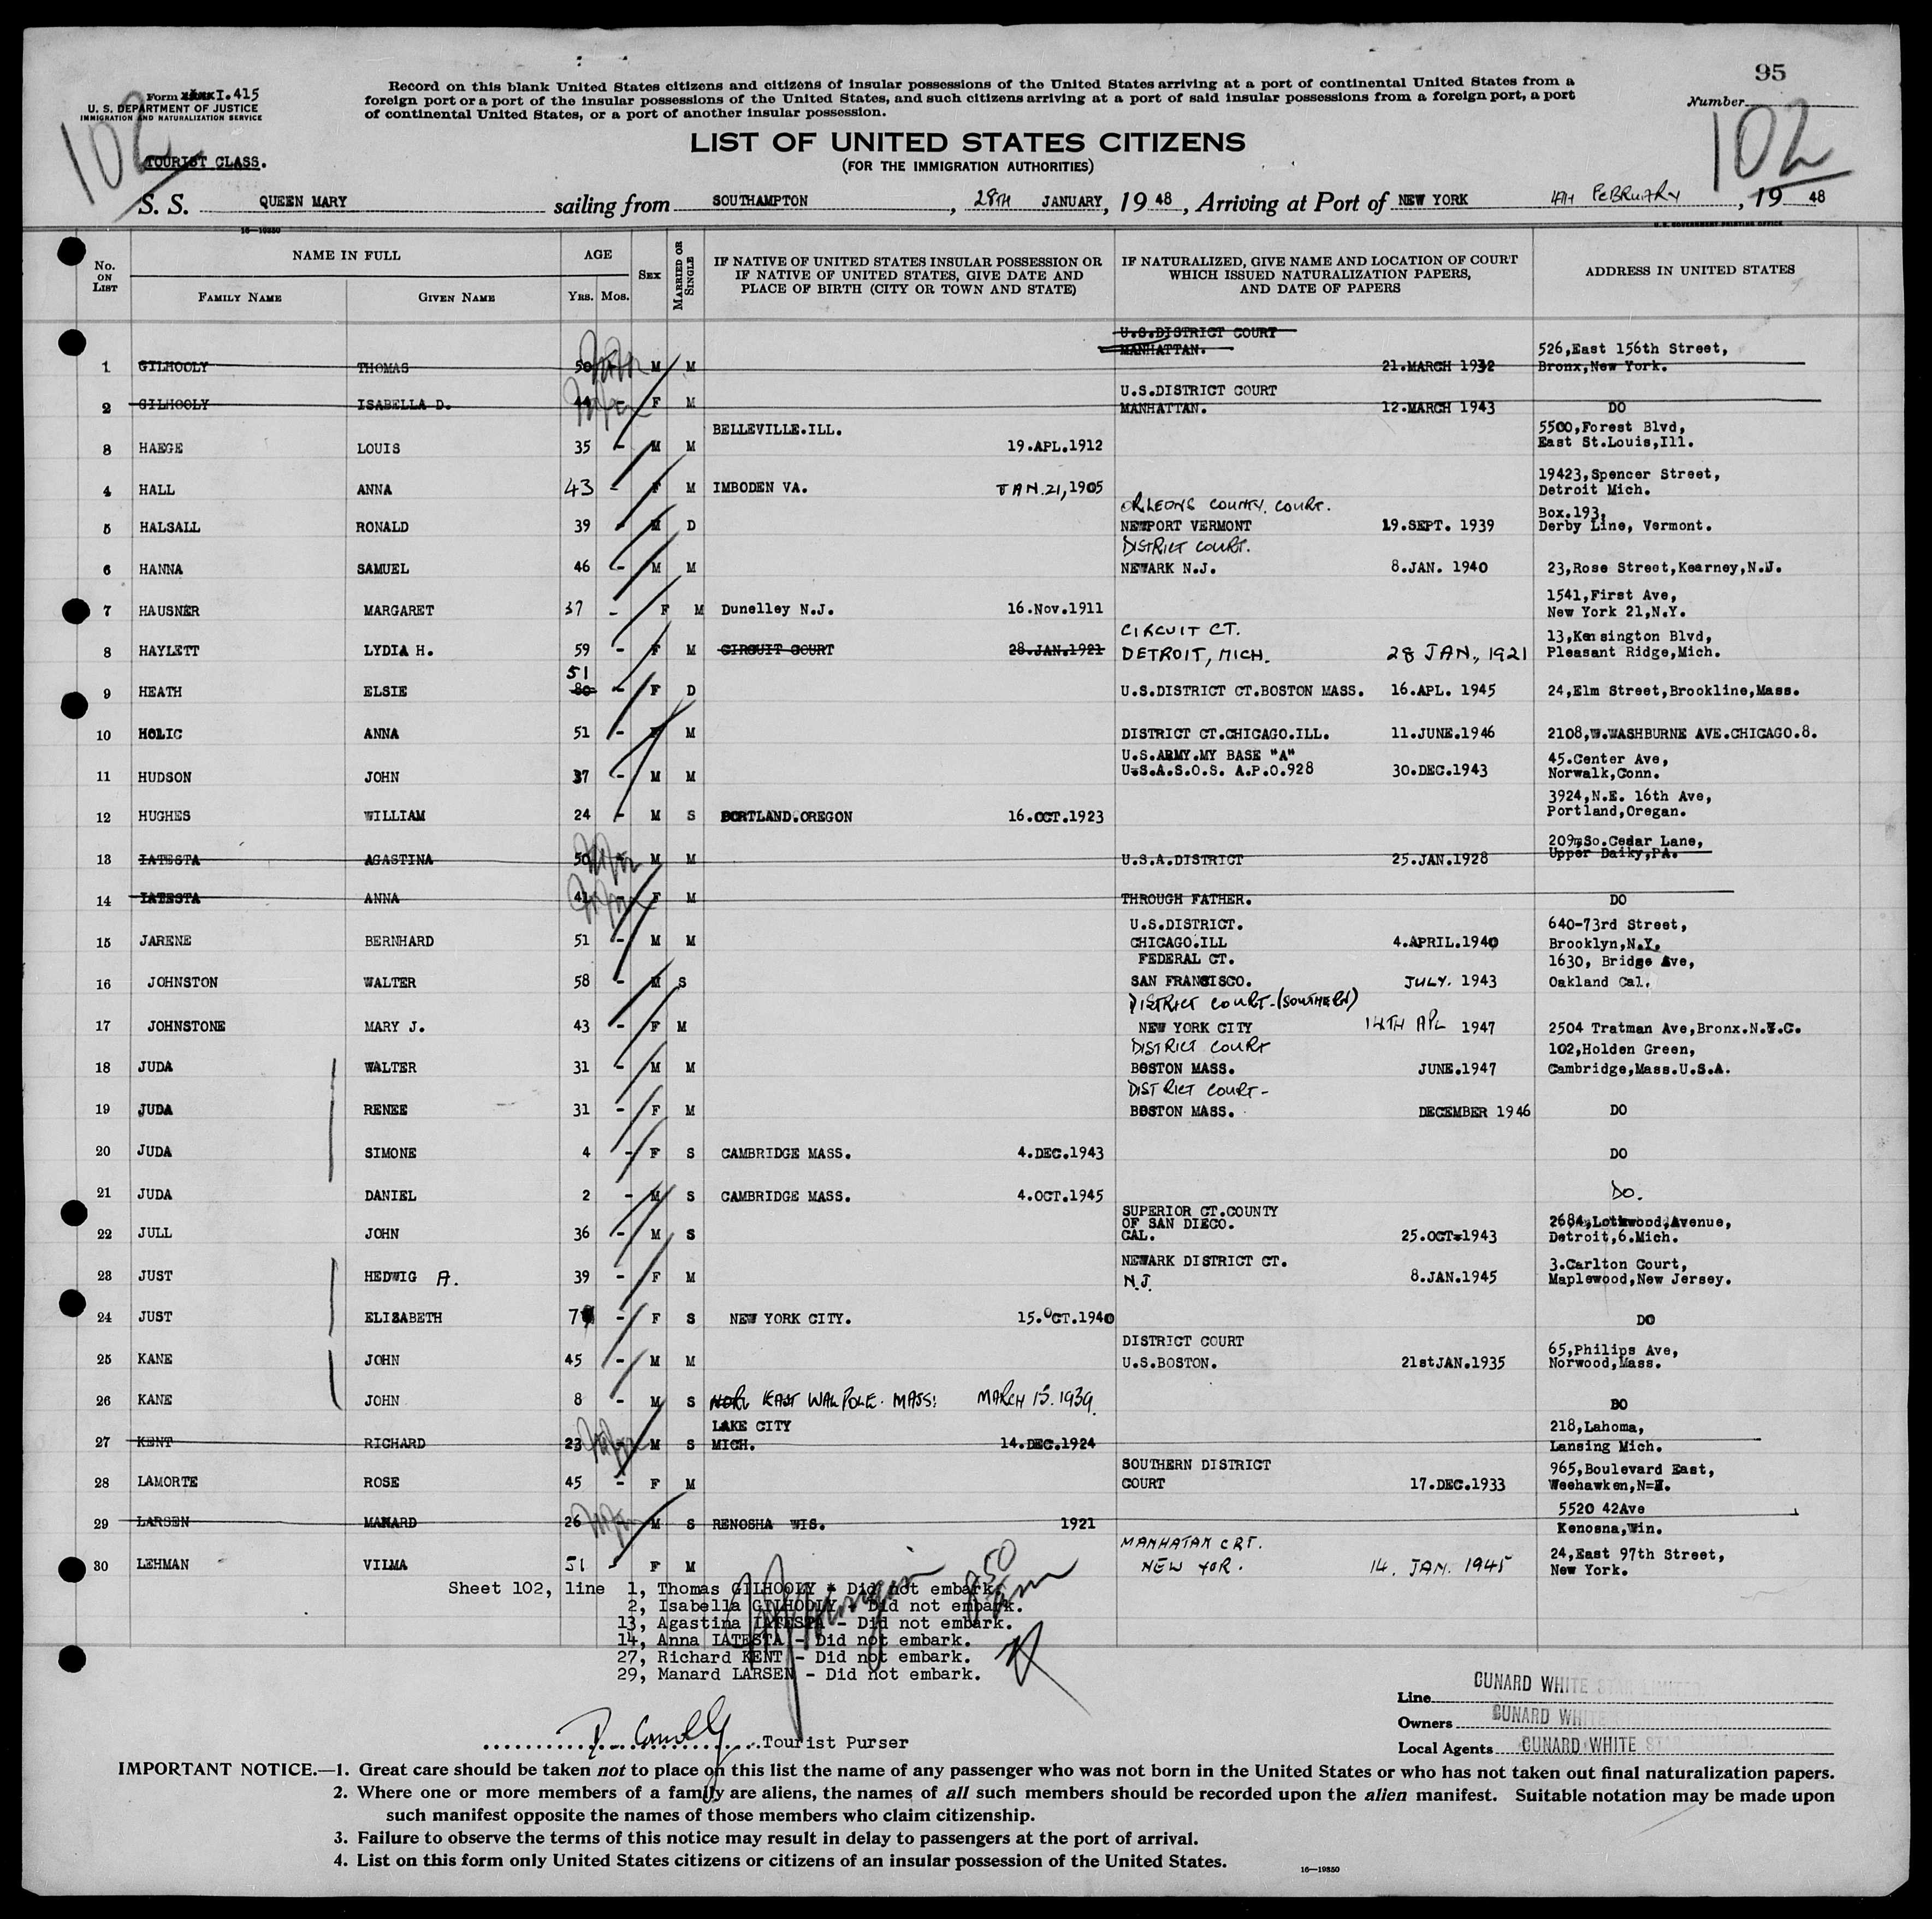 95
Form I.415
U. S. DEPARTMENT OF JUSTICE
IMMIGRATION AND NATURALIZATION SERVICE
Record on this blank United States citizens and citizens of insular possessions of the United States arriving at a port of continental United States from a
foreign port or a port of the insular possessions of the United States, and such citizens arriving at a port of said insular possessions from a foreign port, a port
of continental United States, or a port of another insular possession.
Number 102
102
TOURIST CLASS.
LIST OF UNITED STATES CITIZENS
(FOR THE IMMIGRATION AUTHORITIES)
S. S. QUEEN MARY sailing from SOUTHAMPTON, 28TH JANUARY, 19 48, Arriving at Port of NEW YORK 4TH FEBRUARY, 19 48
16—19350 U. S. GOVERNMENT PRINTING OFFICE
No. ON LIST NAME IN FULL FAMILY NAME GIVEN NAME AGE YRS. MOS. SEX MARRIED OR SINGLE
IF NATIVE OF UNITED STATES INSULAR POSSESSION OR
IF NATIVE OF UNITED STATES, GIVE DATE AND
PLACE OF BIRTH (CITY OR TOWN AND STATE)
IF NATURALIZED, GIVE NAME AND LOCATION OF COURT
WHICH ISSUED NATURALIZATION PAPERS,
AND DATE OF PAPERS
ADDRESS IN UNITED STATES
U.S.DISTRICT COURT
MANHATTAN. 526,East 156th Street,
1 GILHOOLY THOMAS 50 M M 21.MARCH 1932 Bronx,New York.
U.S.DISTRICT COURT
2 GILHOOLY ISABELLA D. 44 - F M MANHATTAN. 12.MARCH 1943 DO
BELLEVILLE.ILL. 5500,Forest Blvd,
3 HAEGE LOUIS 35 - M M 19.APL.1912 East St.Louis,Ill.
19423,Spencer Street,
4 HALL ANNA 43 - F M IMBODEN VA. JAN.21,1905 Detroit Mich.
ORLEONS COUNTY. COURT. Box.193,
5 HALSALL RONALD 39 - M D NEWPORT VERMONT 19.SEPT. 1939 Derby Line, Vermont.
DISTRICT COURT.
6 HANNA SAMUEL 46 - M M NEWARK N.J. 8.JAN. 1940 23,Rose Street,Kearney,N.J.
1541,First Ave,
7 HAUSNER MARGARET 37 - F M Dunelley N.J. 16.Nov.1911 New York 21,N.Y.
CIRCUIT CT. 13,Kensington Blvd,
8 HAYLETT LYDIA H. 59 - F M CIRCUIT COURT 28.JAN.1921 DETROIT, MICH. 28 JAN., 1921 Pleasant Ridge,Mich.
51
9 HEATH ELSIE 80 - F D U.S.DISTRICT CT.BOSTON MASS. 16.APL. 1945 24,Elm Street,Brookline,Mass.
10 HOLIC ANNA 51 - F M DISTRICT CT.CHICAGO.ILL. 11.JUNE.1946 2108,W.WASHBURNE AVE.CHICAGO.8.
U.S.ARMY.MY BASE "A" 45.Center Ave,
11 HUDSON JOHN 37 - M M U.S.A.S.O.S. A.P.O.928 30.DEC.1943 Norwalk,Conn.
3924,N.E. 16th Ave,
12 HUGHES WILLIAM 24 - M S PORTLAND.OREGON 16.OCT.1923 Portland,Oregan.
209,So.Cedar Lane,
13 IATESTA AGASTINA 50 - M M U.S.A.DISTRICT 25.JAN.1928 Upper Daiky,PA.
14 IATESTA ANNA 41 - F M THROUGH FATHER. DO
U.S.DISTRICT. 640-73rd Street,
15 JARENE BERNHARD 51 - M M CHICAGO.ILL 4.APRIL.1940 Brooklyn,N.Y.
FEDERAL CT. 1630, Bridge Ave,
16 JOHNSTON WALTER 58 - M S SAN FRANSISCO. JULY. 1943 Oakland Cal.
DISTRICT COURT-(SOUTHERN)
17 JOHNSTONE MARY J. 43 - F M NEW YORK CITY 14TH APL 1947 2504 Tratman Ave,Bronx.N.Y.C.
DISTRICT COURT 102,Holden Green,
18 JUDA WALTER 31 - M M BOSTON MASS. JUNE.1947 Cambridge,Mass.U.S.A.
DISTRICT COURT-
19 JUDA RENEE 31 - F M BOSTON MASS. DECEMBER 1946 DO
20 JUDA SIMONE 4 - F S CAMBRIDGE MASS. 4.DEC.1943 DO
21 JUDA DANIEL 2 - M S CAMBRIDGE MASS. 4.OCT.1945 DO.
SUPERIOR CT.COUNTY
OF SAN DIEGO. 2684,Lotkwood,Avenue,
22 JULL JOHN 36 - M S CAL. 25.OCT.1943 Detroit,6.Mich.
NEWARK DISTRICT CT. 3.Carlton Court,
23 JUST HEDWIG A. 39 - F M N.J. 8.JAN.1945 Maplewood,New Jersey.
24 JUST ELISABETH 7 - F S NEW YORK CITY. 15.OCT.1940 DO
DISTRICT COURT 65,Philips Ave,
25 KANE JOHN 45 - M M U.S.BOSTON. 21stJAN.1935 Norwood,Mass.
26 KANE JOHN 8 - M S EAST WALPOLE. MASS: MARCH 15.1939. DO
LAKE CITY 218,Lahoma,
27 KENT RICHARD 23 M S MICH. 14.DEC.1924 Lansing Mich.
SOUTHERN DISTRICT 965,Boulevard East,
28 LAMORTE ROSE 45 - F M COURT 17.DEC.1933 Weehawken,N=J.
5520 42Ave
29 LARSEN MANARD 26 - M S RENOSHA WIS. 1921 Kenosna,Win.
MANHATAN CRT. 24,East 97th Street,
30 LEHMAN VILMA 51 - F M NEW YOR. 14. JAN. 1945 New York.
Sheet 102, line 1, Thomas GILHOOLY - Did not embark.
2, Isabella GILHOOLY - Did not embark.
13, Agastina IATESTA - Did not embark.
14, Anna IATESTA - Did not embark.
27, Richard KENT - Did not embark.
29, Manard LARSEN - Did not embark.
Line CUNARD WHITE STAR LIMITED.
Owners CUNARD WHITE STAR LIMITED.
Tourist Purser
Local Agents CUNARD WHITE STAR LIMITED.
IMPORTANT NOTICE.—1. Great care should be taken not to place on this list the name of any passenger who was not born in the United States or who has not taken out final naturalization papers.
2. Where one or more members of a family are aliens, the names of all such members should be recorded upon the alien manifest. Suitable notation may be made upon
such manifest opposite the names of those members who claim citizenship.
3. Failure to observe the terms of this notice may result in delay to passengers at the port of arrival.
4. List on this form only United States citizens or citizens of an insular possession of the United States.
16—19350